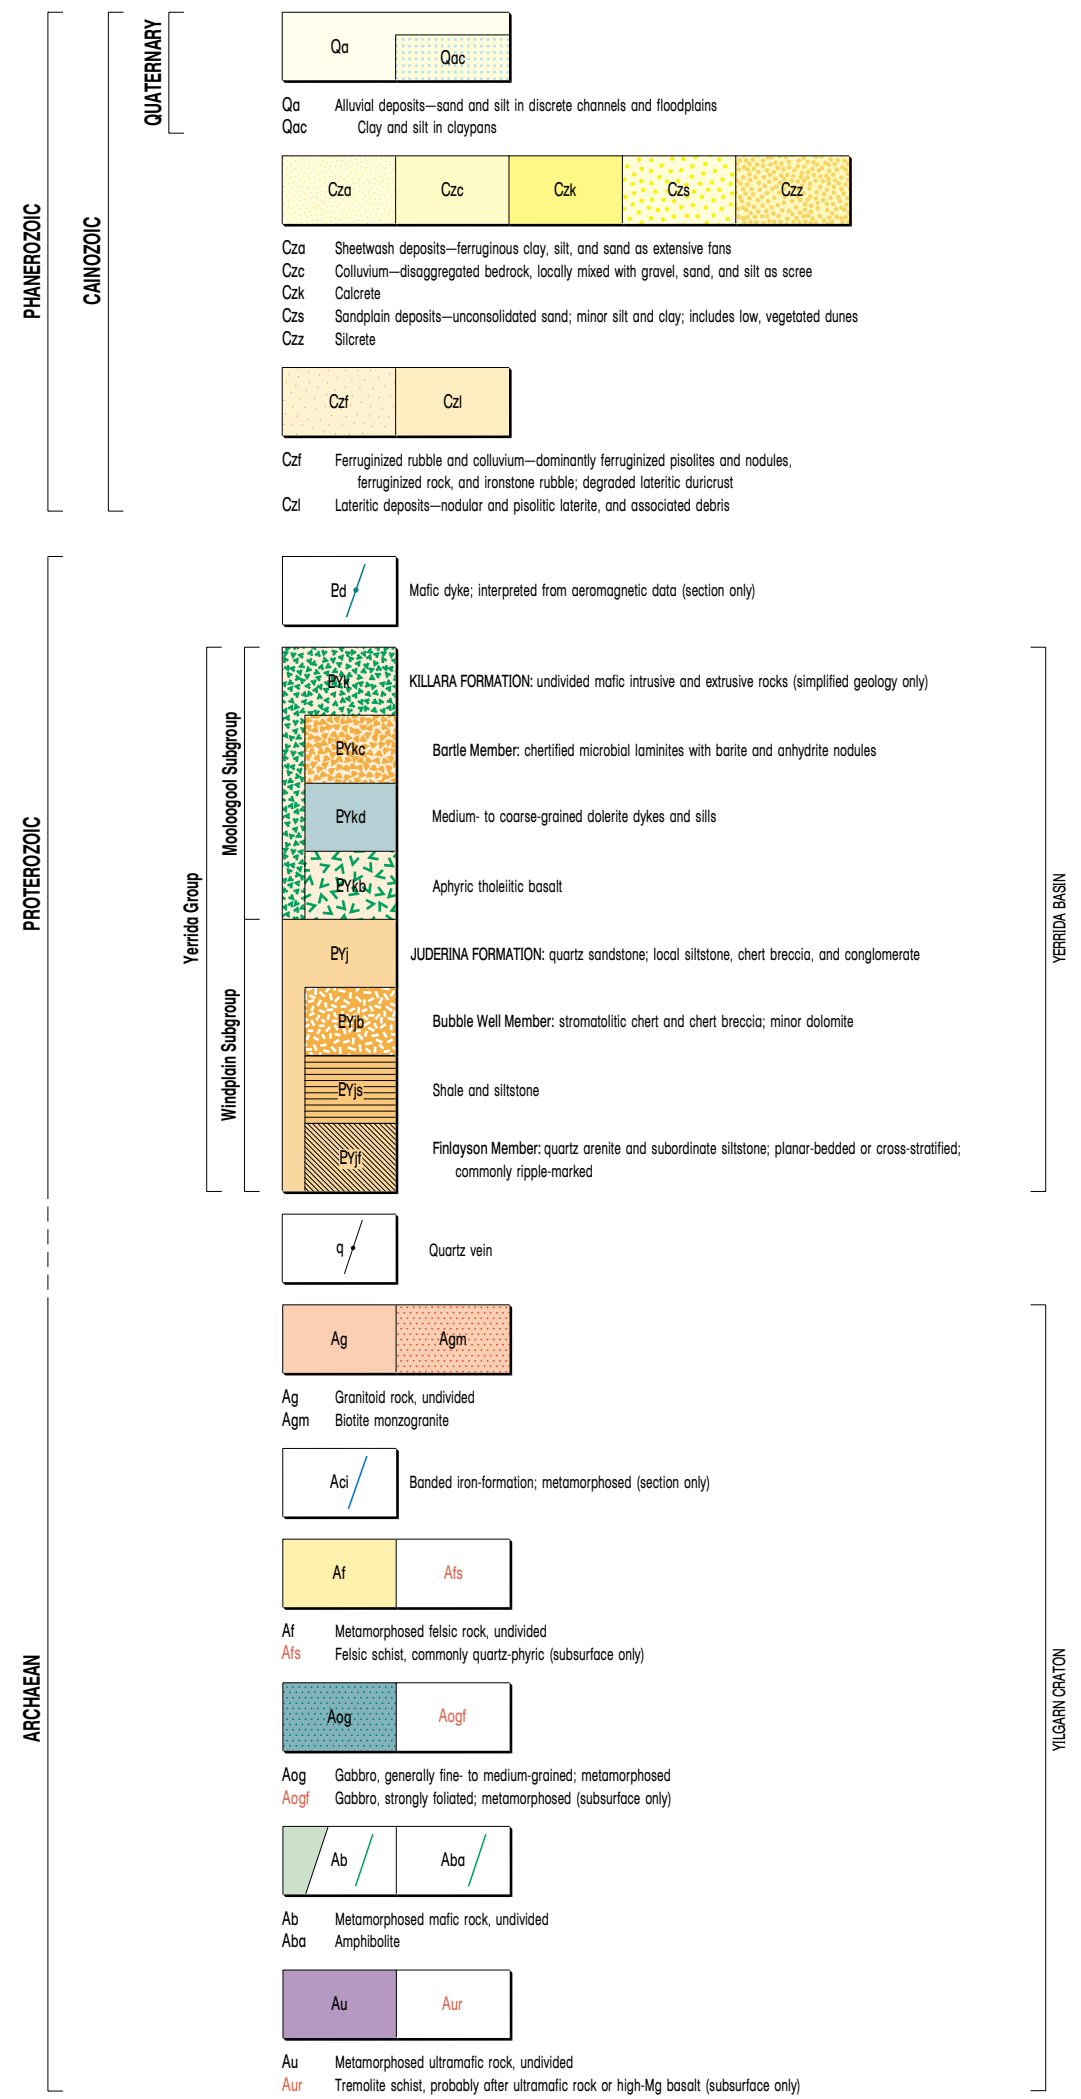 QUATERNARY
PHANEROZOIC
CAINOZOIC
Qa
Qac
Qa Alluvial deposits—sand and silt in discrete channels and floodplains
Qac Clay and silt in claypans
Cza Czc Czk Czs Czz
Cza Sheetwash deposits—ferruginous clay, silt, and sand as extensive fans
Czc Colluvium—disaggregated bedrock, locally mixed with gravel, sand, and silt as scree
Czk Calcrete
Czs Sandplain deposits—unconsolidated sand; minor silt and clay; includes low, vegetated dunes
Czz Silcrete
Czf Czl
Czf Ferruginized rubble and colluvium—dominantly ferruginized pisolites and nodules,
ferruginized rock, and ironstone rubble; degraded lateritic duricrust
Czl Lateritic deposits—nodular and pisolitic laterite, and associated debris
PROTEROZOIC
Yerrida Group
Mooloogool Subgroup
Windplain Subgroup
YERRIDA BASIN
Ꝑd Mafic dyke; interpreted from aeromagnetic data (section only)
ꝐYk KILLARA FORMATION: undivided mafic intrusive and extrusive rocks (simplified geology only)
ꝐYkc Bartle Member: chertified microbial laminites with barite and anhydrite nodules
ꝐYkd Medium- to coarse-grained dolerite dykes and sills
ꝐYkb Aphyric tholeiitic basalt
ꝐYj JUDERINA FORMATION: quartz sandstone; local siltstone, chert breccia, and conglomerate
ꝐYjb Bubble Well Member: stromatolitic chert and chert breccia; minor dolomite
ꝐYjs Shale and siltstone
ꝐYjf Finlayson Member: quartz arenite and subordinate siltstone; planar-bedded or cross-stratified;
commonly ripple-marked
q Quartz vein
ARCHAEAN
YILGARN CRATON
Ag Agm
Ag Granitoid rock, undivided
Agm Biotite monzogranite
Aci Banded iron-formation; metamorphosed (section only)
Af Afs
Af Metamorphosed felsic rock, undivided
Afs Felsic schist, commonly quartz-phyric (subsurface only)
Aog Aogf
Aog Gabbro, generally fine- to medium-grained; metamorphosed
Aogf Gabbro, strongly foliated; metamorphosed (subsurface only)
Ab Aba
Ab Metamorphosed mafic rock, undivided
Aba Amphibolite
Au Aur
Au Metamorphosed ultramafic rock, undivided
Aur Tremolite schist, probably after ultramafic rock or high-Mg basalt (subsurface only)